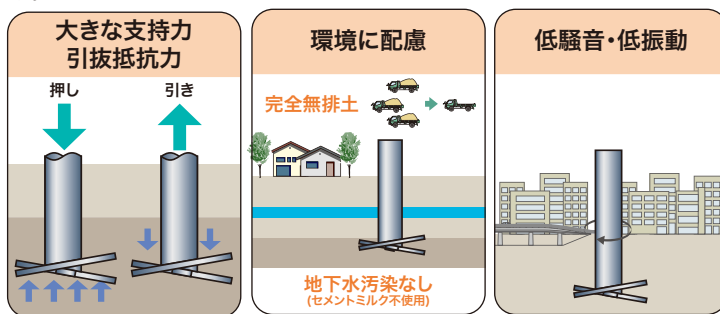 大きな支持力
引抜抵抗力
押し
引き
環境に配慮
完全無排土
地下水汚染なし
(セメントミルク不使用)
低騒音・低振動